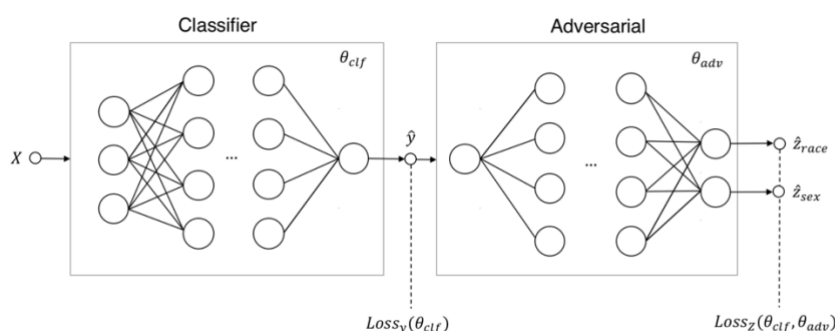 Classifier
Adversarial
θ_clf
θ_adv
X
...
ŷ
...
ẑ_race
ẑ_sex
Loss_y(θ_clf)
Loss_Z(θ_clf, θ_adv)